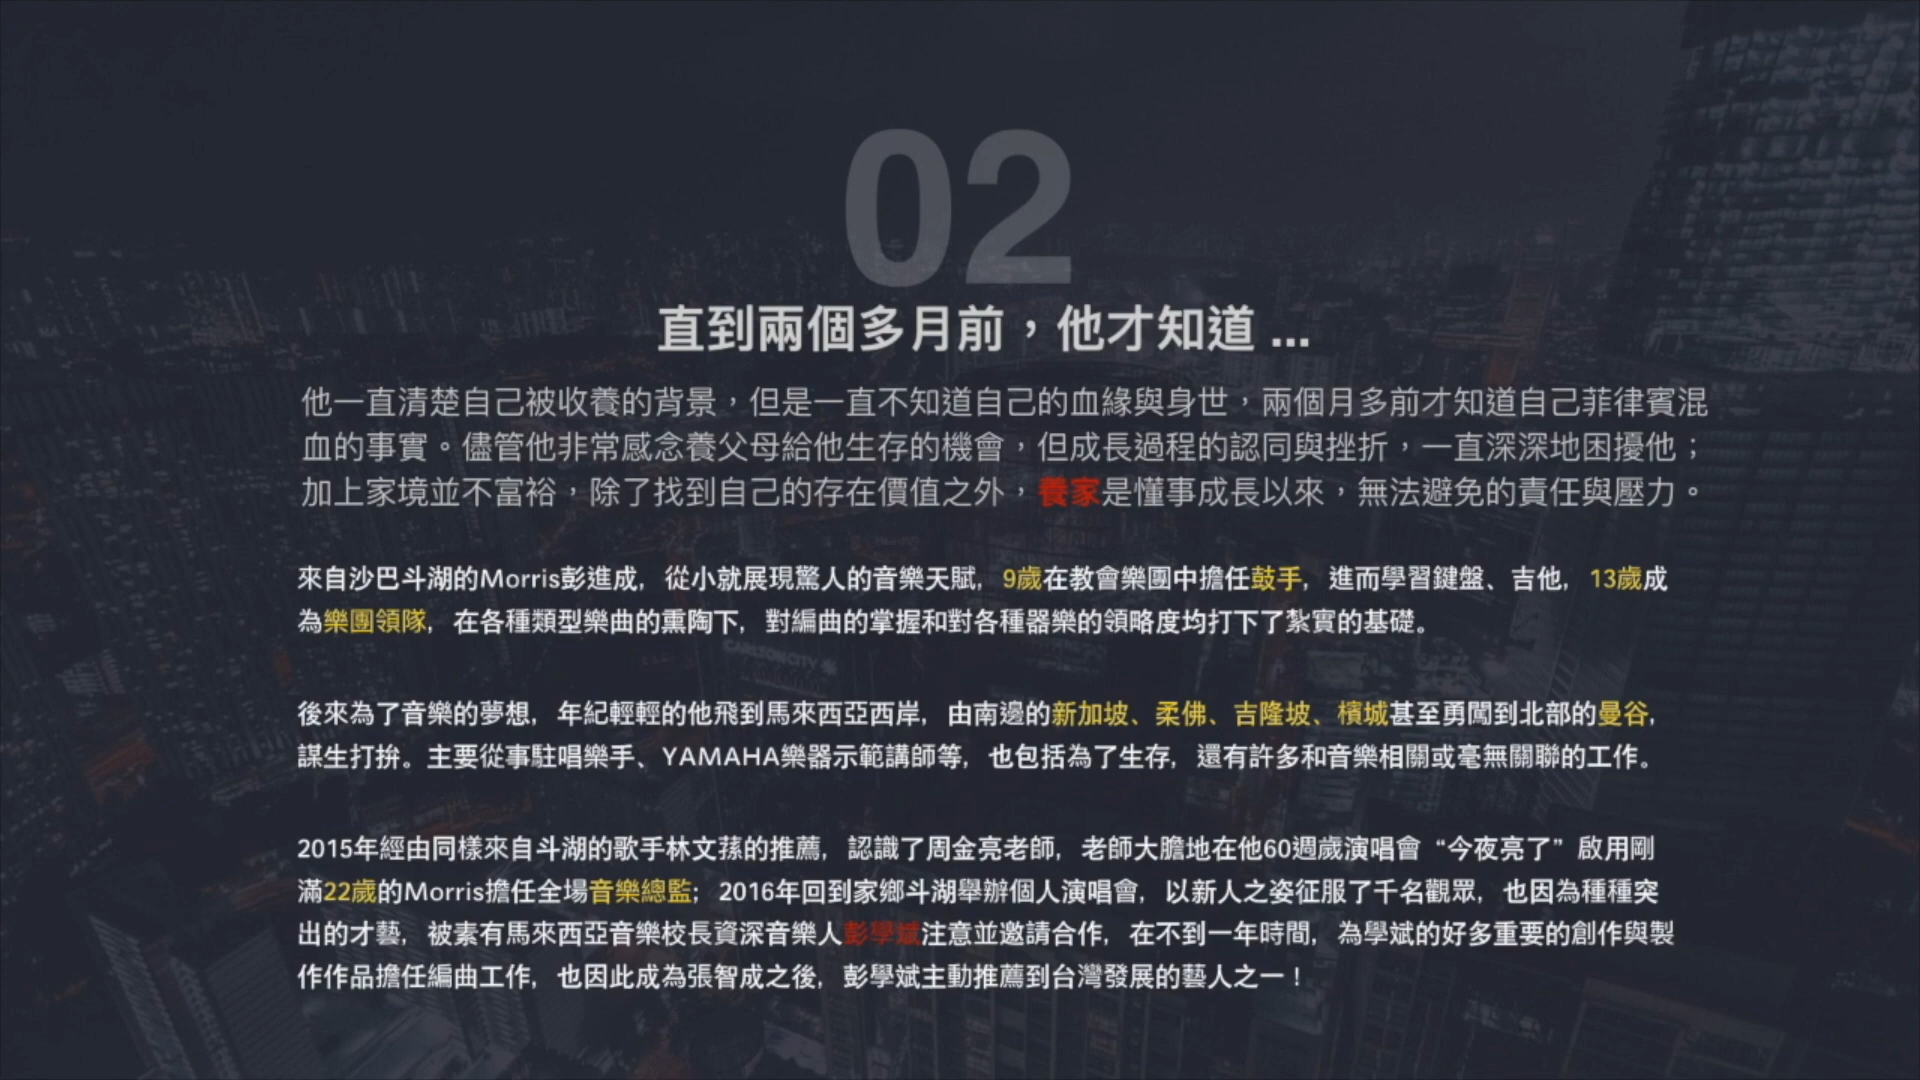 02
直到兩個多月前，他才知道 ...
他一直清楚自己被收養的背景，但是一直不知道自己的血緣與身世，兩個月多前才知道自己菲律賓混
血的事實。儘管他非常感念養父母給他生存的機會，但成長過程的認同與挫折，一直深深地困擾他；
加上家境並不富裕，除了找到自己的存在價值之外，養家是懂事成長以來，無法避免的責任與壓力。
來自沙巴斗湖的Morris彭進成，從小就展現驚人的音樂天賦，9歲在教會樂團中擔任鼓手，進而學習鍵盤、吉他，13歲成
為樂團領隊，在各種類型樂曲的熏陶下，對編曲的掌握和對各種器樂的領略度均打下了紮實的基礎。
CARLTON CITY
後來為了音樂的夢想，年紀輕輕的他飛到馬來西亞西岸，由南邊的新加坡、柔佛、吉隆坡、檳城甚至勇闖到北部的曼谷，
謀生打拚。主要從事駐唱樂手、YAMAHA樂器示範講師等，也包括為了生存，還有許多和音樂相關或毫無關聯的工作。
2015年經由同樣來自斗湖的歌手林文蓀的推薦，認識了周金亮老師，老師大膽地在他60週歲演唱會“今夜亮了”啟用剛
滿22歲的Morris擔任全場音樂總監；2016年回到家鄉斗湖舉辦個人演唱會，以新人之姿征服了千名觀眾，也因為種種突
出的才藝，被素有馬來西亞音樂校長資深音樂人彭學斌注意並邀請合作，在不到一年時間，為學斌的好多重要的創作與製
作作品擔任編曲工作，也因此成為張智成之後，彭學斌主動推薦到台灣發展的藝人之一！